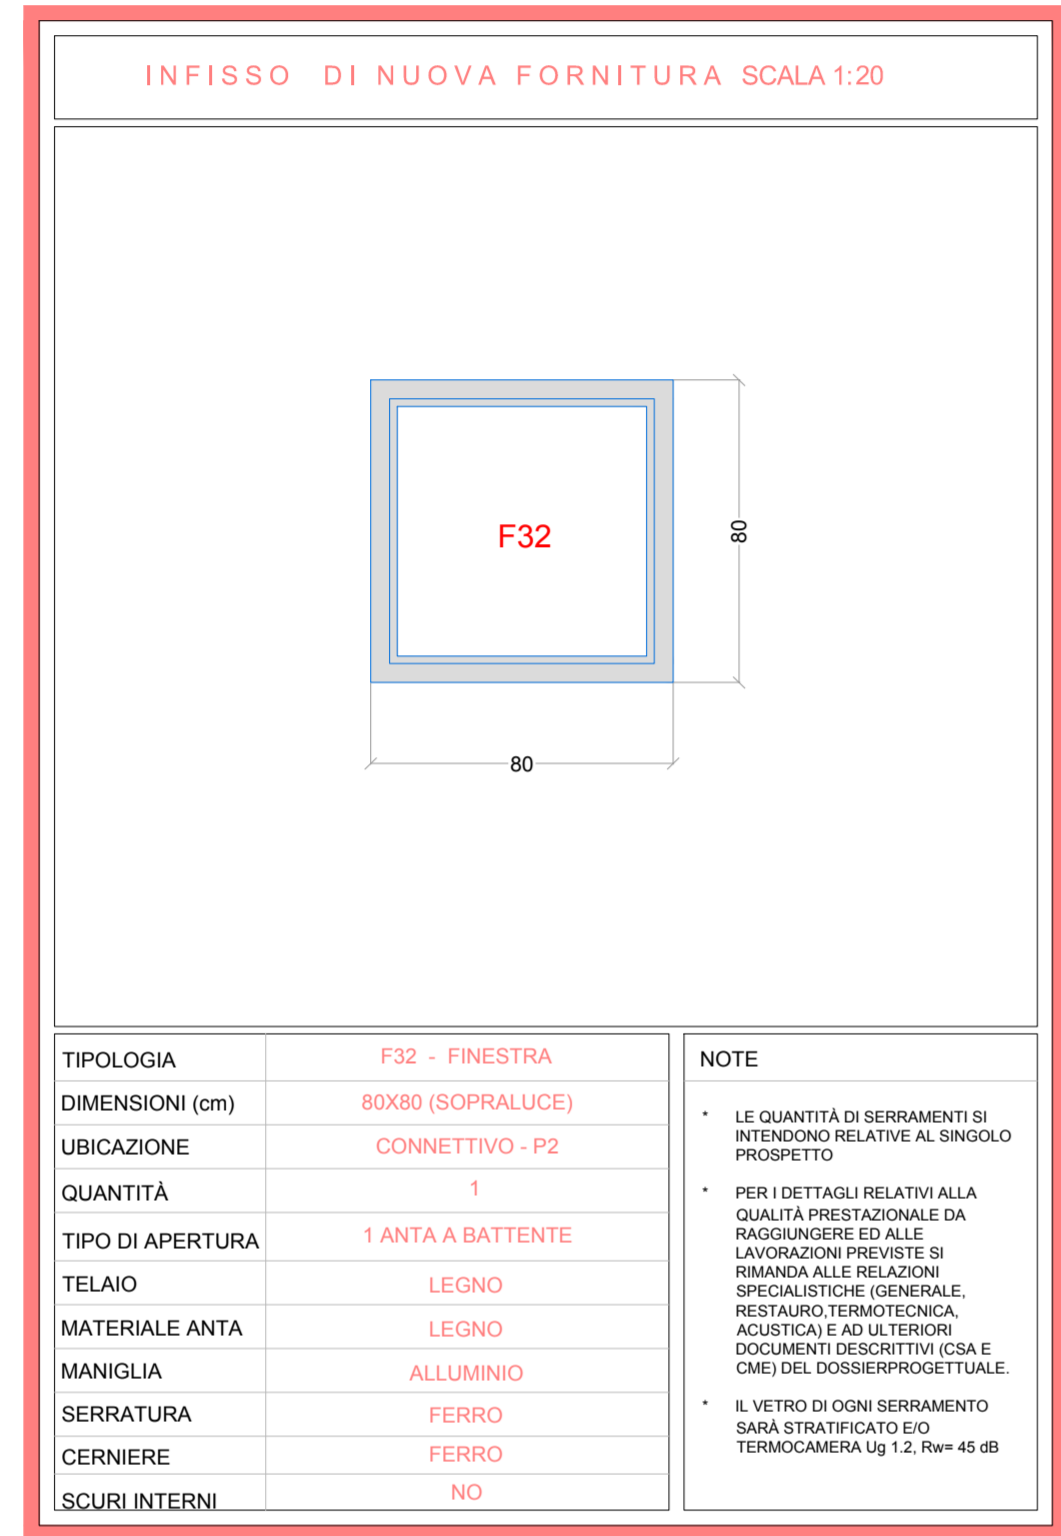 INFISSO DI NUOVA FORNITURA SCALA 1:20
F32
80
80
TIPOLOGIA F32 - FINESTRA
DIMENSIONI (cm) 80X80 (SOPRALUCE)
UBICAZIONE CONNETTIVO - P2
QUANTITÀ 1
TIPO DI APERTURA 1 ANTA A BATTENTE
TELAIO LEGNO
MATERIALE ANTA LEGNO
MANIGLIA ALLUMINIO
SERRATURA FERRO
CERNIERE FERRO
SCURI INTERNI NO
NOTE
* LE QUANTITÀ DI SERRAMENTI SI
INTENDONO RELATIVE AL SINGOLO
PROSPETTO
* PER I DETTAGLI RELATIVI ALLA
QUALITÀ PRESTAZIONALE DA
RAGGIUNGERE ED ALLE
LAVORAZIONI PREVISTE SI
RIMANDA ALLE RELAZIONI
SPECIALISTICHE (GENERALE,
RESTAURO,TERMOTECNICA,
ACUSTICA) E AD ULTERIORI
DOCUMENTI DESCRITTIVI (CSA E
CME) DEL DOSSIERPROGETTUALE.
* IL VETRO DI OGNI SERRAMENTO
SARÀ STRATIFICATO E/O
TERMOCAMERA Ug 1.2, Rw= 45 dB